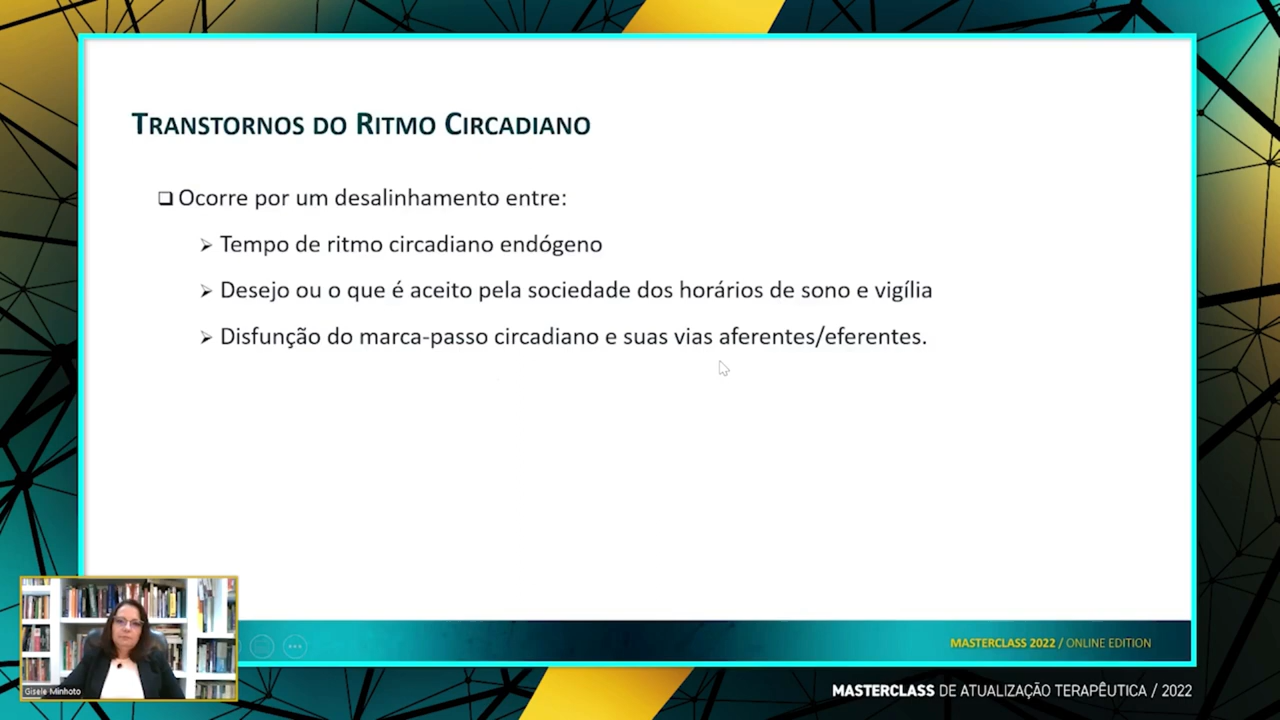 TRANSTORNOS DO RITMO CIRCADIANO
Ocorre por um desalinhamento entre:
Tempo de ritmo circadiano endógeno
Desejo ou o que é aceito pela sociedade dos horários de sono e vigília
Disfunção do marca-passo circadiano e suas vias aferentes/eferentes.
MASTERCLASS 2022 / ONLINE EDITION
Gisele Minhoto
MASTERCLASS DE ATUALIZAÇÃO TERAPÊUTICA / 2022